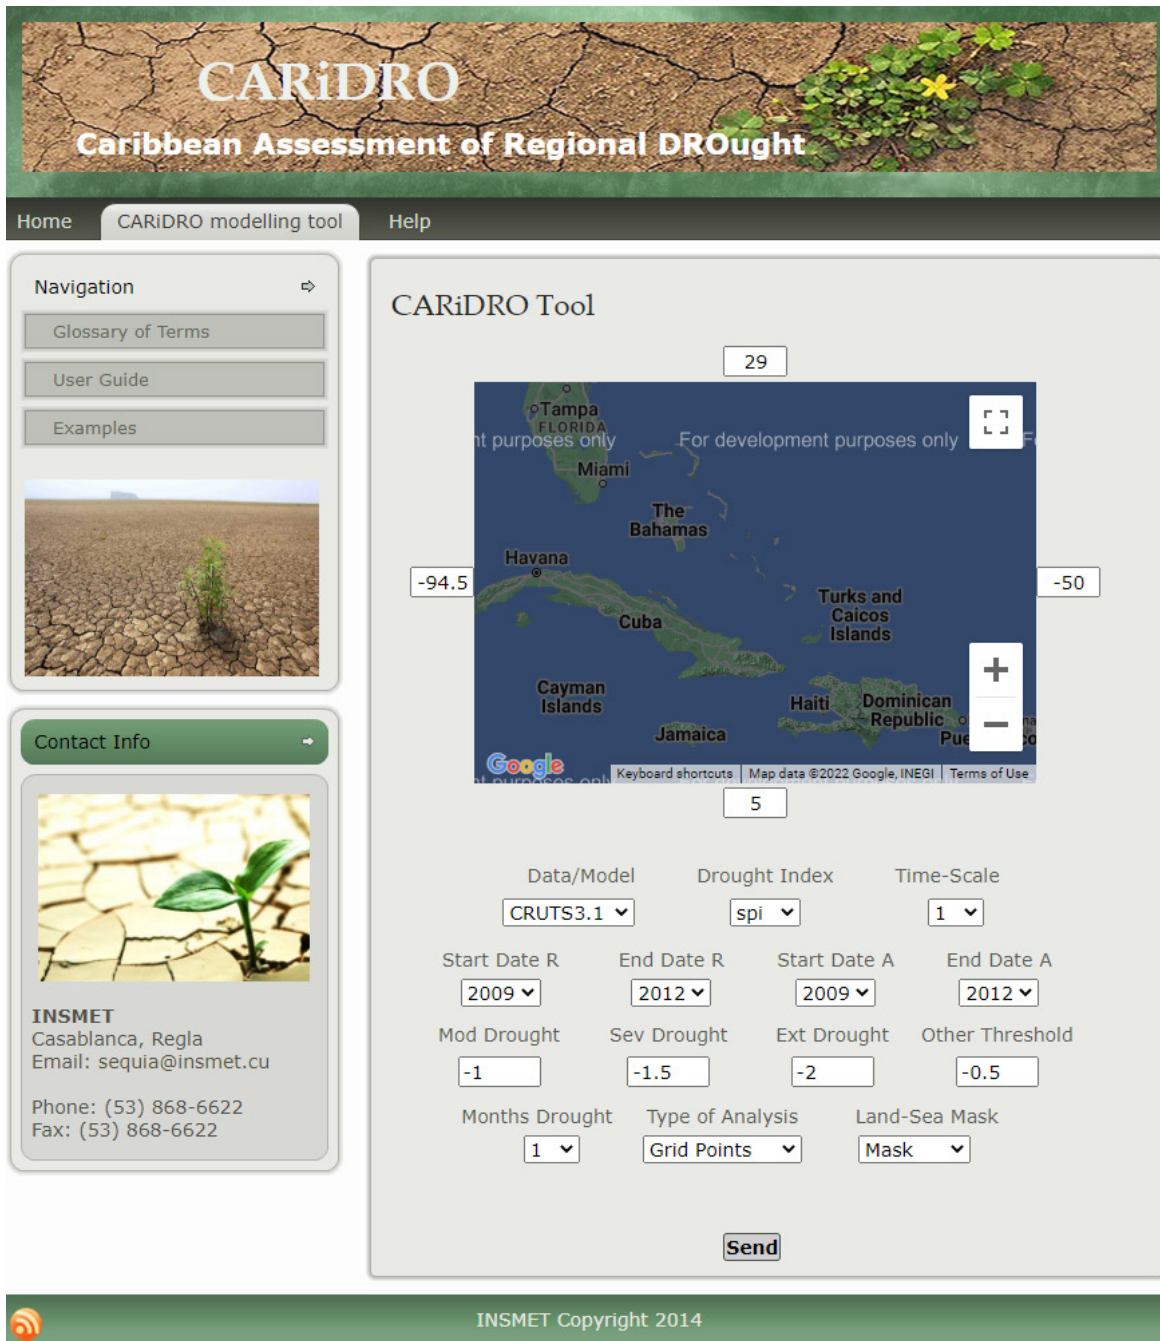 CARiDRO
Caribbean Assessment of Regional DROught
Home CARiDRO modelling tool Help
Navigation
Glossary of Terms
User Guide
Examples
Contact Info
INSMET
Casablanca, Regla
Email: sequia@insmet.cu
Phone: (53) 868-6622
Fax: (53) 868-6622
CARiDRO Tool
29
Tampa
FLORIDA
nt purposes only For development purposes only
Miami
The
Bahamas
Havana
-94.5
-50
Turks and
Caicos
Islands
Cuba
Cayman
Islands
Haiti
Dominican
Republic
Jamaica
Google
Keyboard shortcuts Map data ©2022 Google, INEGI Terms of Use
5
Data/Model Drought Index Time-Scale
CRUTS3.1 spi 1
Start Date R End Date R Start Date A End Date A
2009 2012 2009 2012
Mod Drought Sev Drought Ext Drought Other Threshold
-1 -1.5 -2 -0.5
Months Drought Type of Analysis Land-Sea Mask
1 Grid Points Mask
Send
INSMET Copyright 2014